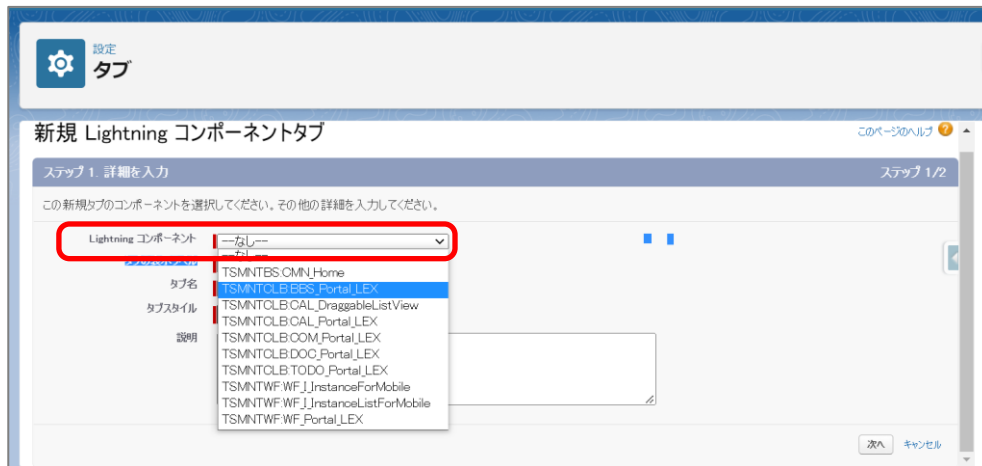 設定
タブ
新規 Lightning コンポーネントタブ
このページのヘルプ
ステップ 1. 詳細を入力
ステップ 1/2
この新規タブのコンポーネントを選択してください。その他の詳細を入力してください。
Lightning コンポーネント
--なし--
--なし--
TSMNTBS:CMN_Home
TSMNTCLB:BBS_Portal_LEX
タブ名
TSMNTCLB:CAL_DraggableListView
タブスタイル
TSMNTCLB:CAL_Portal_LEX
説明
TSMNTCLB:COM_Portal_LEX
TSMNTCLB:DOC_Portal_LEX
TSMNTCLB:TODO_Portal_LEX
TSMNTWF:WF_I_InstanceForMobile
TSMNTWF:WF_I_InstanceListForMobile
TSMNTWF:WF_Portal_LEX
次へ
キャンセル